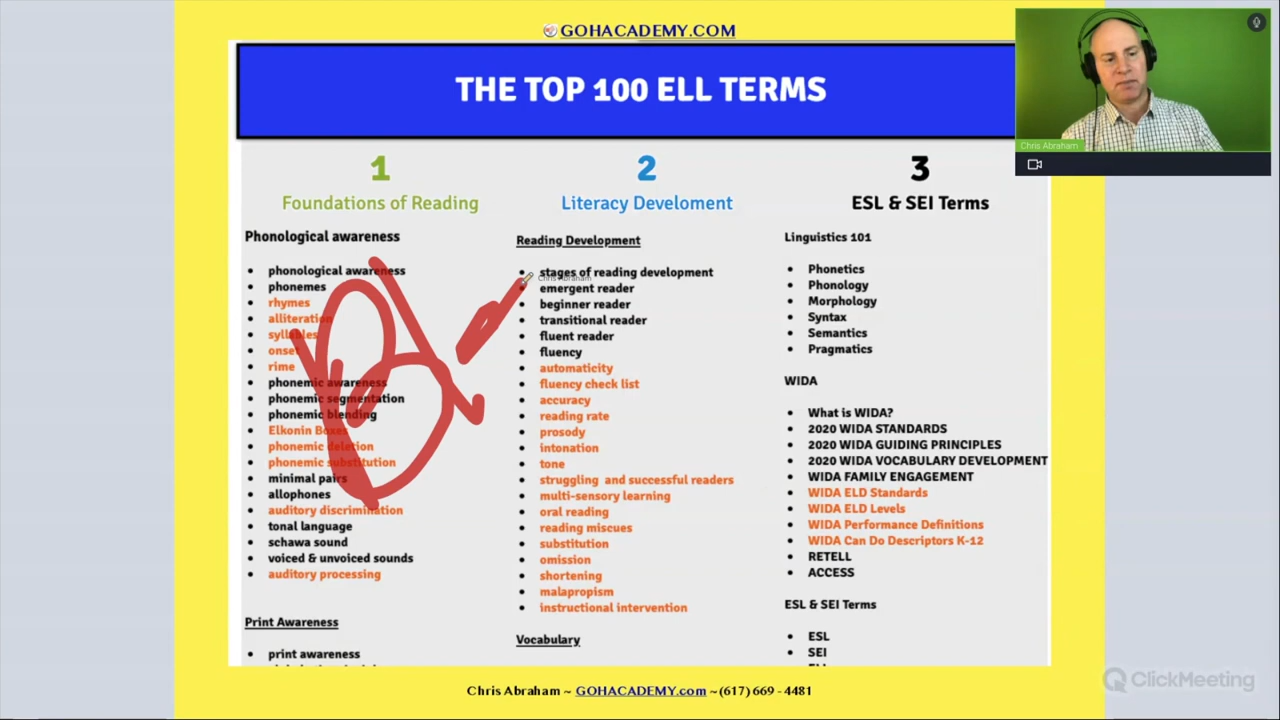 GOHACADEMY.COM
THE TOP 100 ELL TERMS
Chris Abraham
1
Foundations of Reading
Phonological awareness
phonological awareness
phonemes
rhymes
alliteration
syllables
onset
rime
phonemic awareness
phonemic segmentation
phonemic blending
Elkonin Boxes
phonemic deletion
phonemic substitution
minimal pairs
allophones
auditory discrimination
tonal language
schawa sound
voiced & unvoiced sounds
auditory processing
Print Awareness
print awareness
2
Literacy Develoment
Reading Development
stages of reading development
Chris Abraham
emergent reader
beginner reader
transitional reader
fluent reader
fluency
automaticity
fluency check list
accuracy
reading rate
prosody
intonation
tone
struggling and successful readers
multi-sensory learning
oral reading
reading miscues
substitution
omission
shortening
malapropism
instructional intervention
Vocabulary
3
ESL & SEI Terms
Linguistics 101
Phonetics
Phonology
Morphology
Syntax
Semantics
Pragmatics
WIDA
What is WIDA?
2020 WIDA STANDARDS
2020 WIDA GUIDING PRINCIPLES
2020 WIDA VOCABULARY DEVELOPMENT
WIDA FAMILY ENGAGEMENT
WIDA ELD Standards
WIDA ELD Levels
WIDA Performance Definitions
WIDA Can Do Descriptors K-12
RETELL
ACCESS
ESL & SEI Terms
ESL
SEI
Chris Abraham ~ GOHACADEMY.com ~(617) 669 - 4481
ClickMeeting